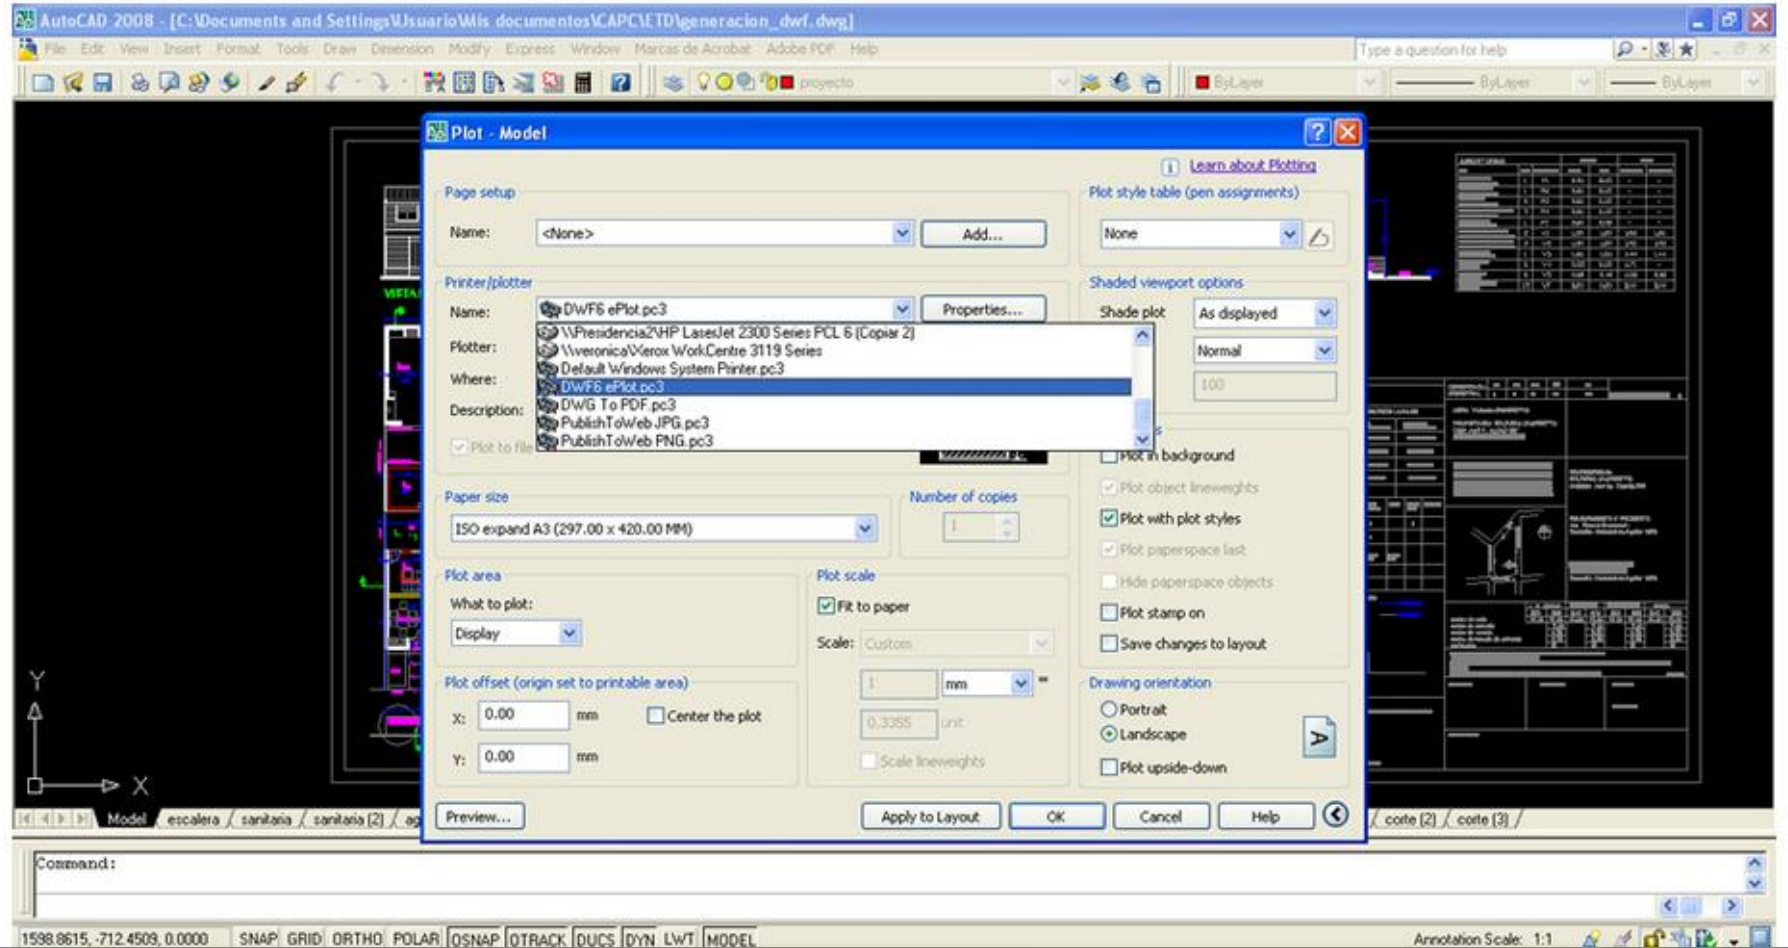 AutoCAD 2008 - [C:\Documents and Settings\Usuario\Mis documentos\CAPC\ETD\generacion_dwf.dwg]
File Edit View Insert Format Tools Draw Dimension Modify Express Window Marcas de Acrobat Adobe PDF Help
Type a question for help
proyecto
ByLayer
ByLayer
ByLayer
Plot - Model
Learn about Plotting
Page setup
Name: <None> Add...
Plot style table (pen assignments)
None
Printer/plotter
Name: DWF6 ePlot.pc3 Properties...
\\Presidencia2\HP LaserJet 2300 Series PCL 6 (Copiar 2)
\\veronica\Xerox WorkCentre 3119 Series
Default Windows System Printer.pc3
DWF6 ePlot.pc3
DWG To PDF.pc3
PublishToWeb JPG.pc3
PublishToWeb PNG.pc3
Plotter:
Where:
Description:
Plot to file
Shaded viewport options
Shade plot As displayed
Normal
100
Plot in background
Plot object lineweights
Plot with plot styles
Plot paperspace last
Hide paperspace objects
Plot stamp on
Save changes to layout
Paper size
ISO expand A3 (297.00 x 420.00 MM)
Number of copies
1
Plot area
What to plot:
Display
Plot scale
Fit to paper
Scale: Custom
1 mm =
0.3355 unit
Scale lineweights
Plot offset (origin set to printable area)
X: 0.00 mm Center the plot
Y: 0.00 mm
Drawing orientation
Portrait
Landscape
Plot upside-down
A
Preview... Apply to Layout OK Cancel Help
Y
X
Model escalera sanitaria sanitaria (2) ag
corte (2) corte (3)
Command:
1598.8615, -712.4509, 0.0000 SNAP GRID ORTHO POLAR OSNAP OTRACK DUCS DYN LWT MODEL
Annotation Scale: 1:1